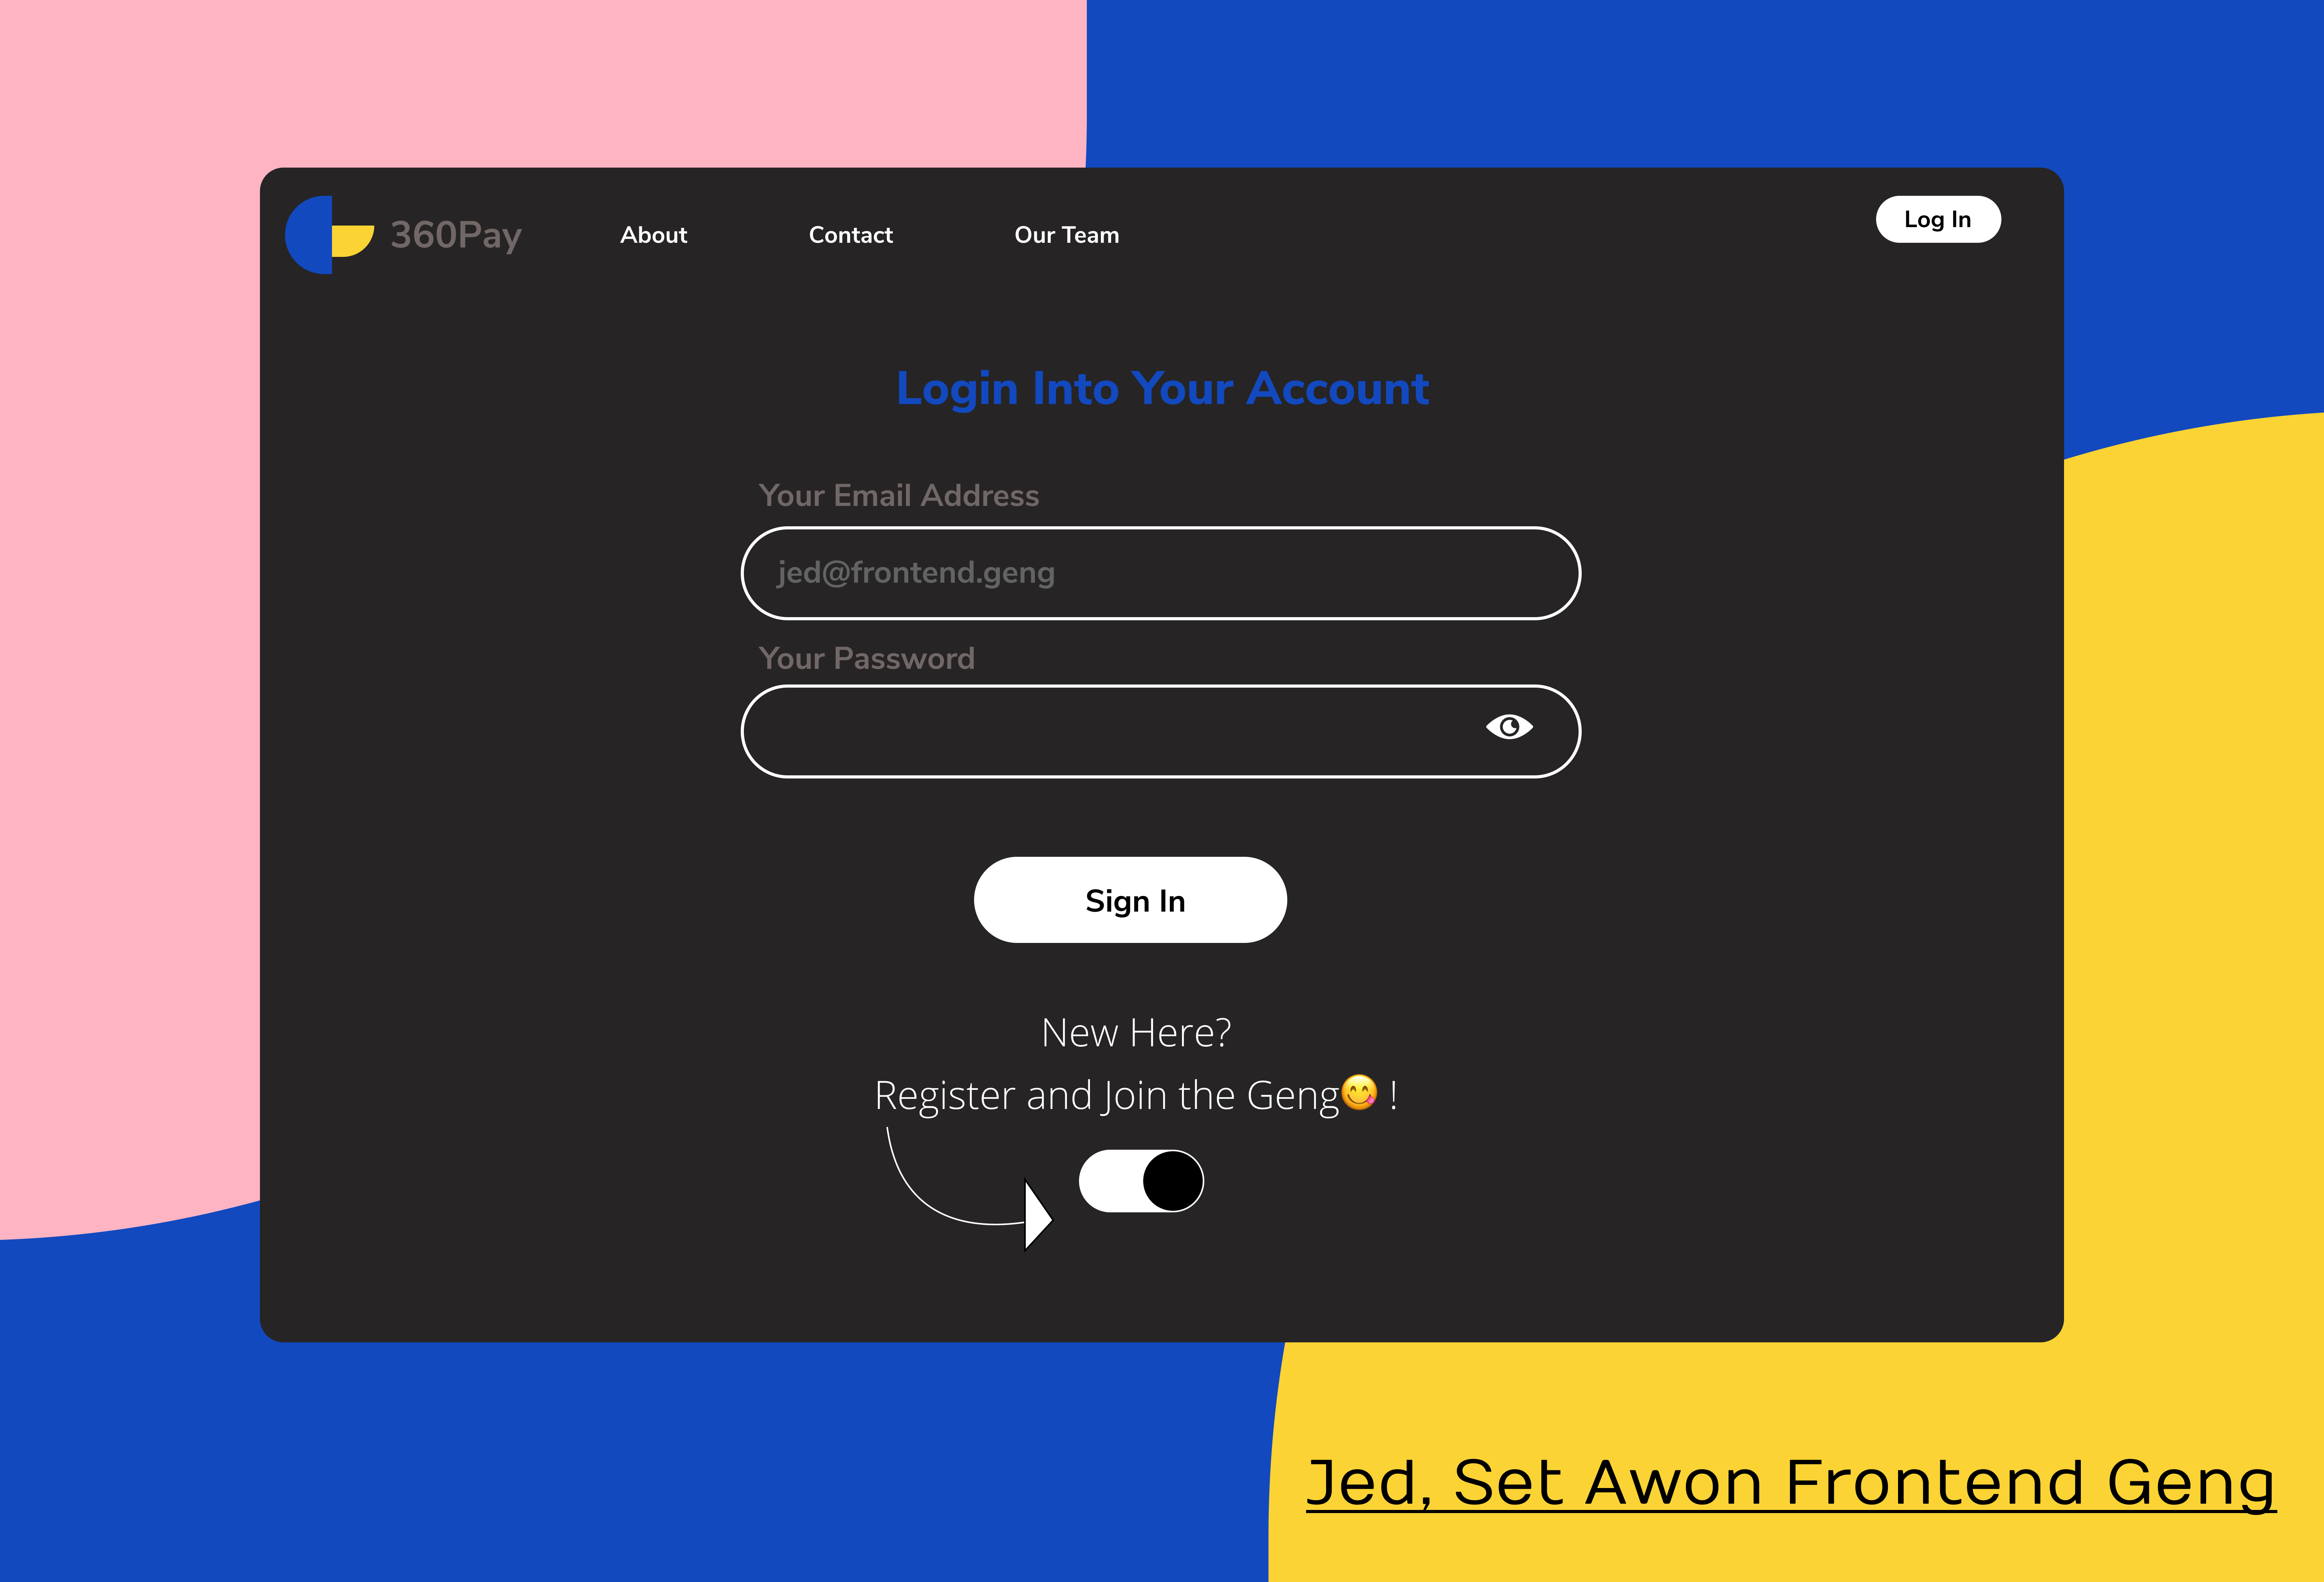 360Pay
About
Contact
Our Team
Log In
Login Into Your Account
Your Email Address
jed@frontend.geng
Your Password
Sign In
New Here?
Register and Join the Geng😋 !
Jed, Set Awon Frontend Geng